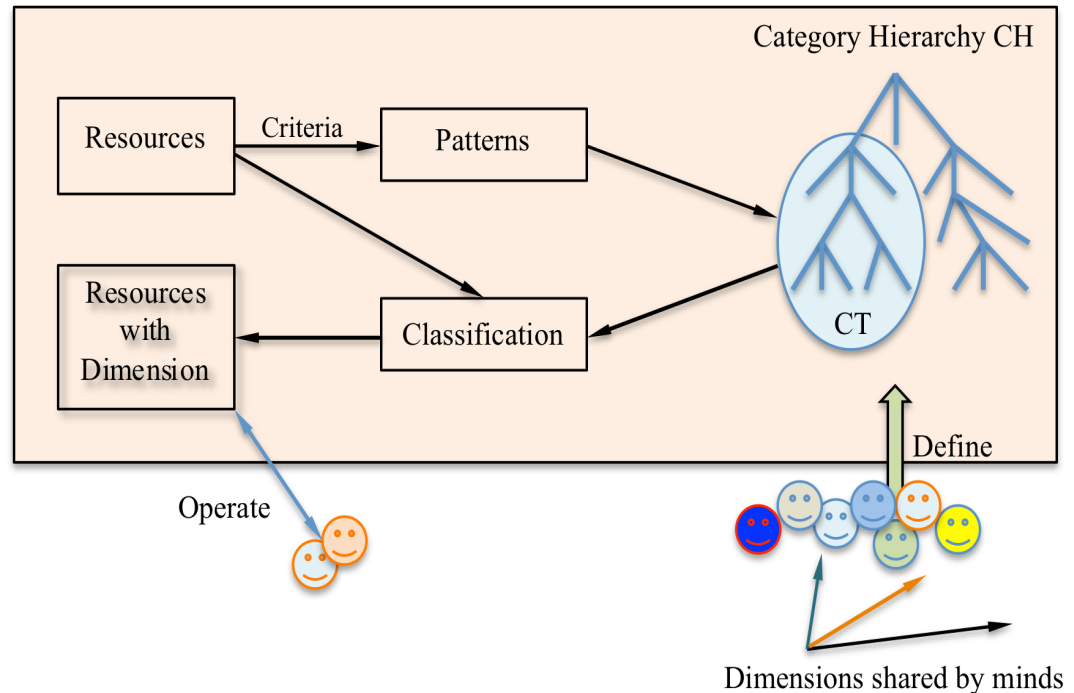 Category Hierarchy CH
Resources
Criteria
Patterns
Resources
with
Dimension
Classification
CT
Define
Operate
Dimensions shared by minds